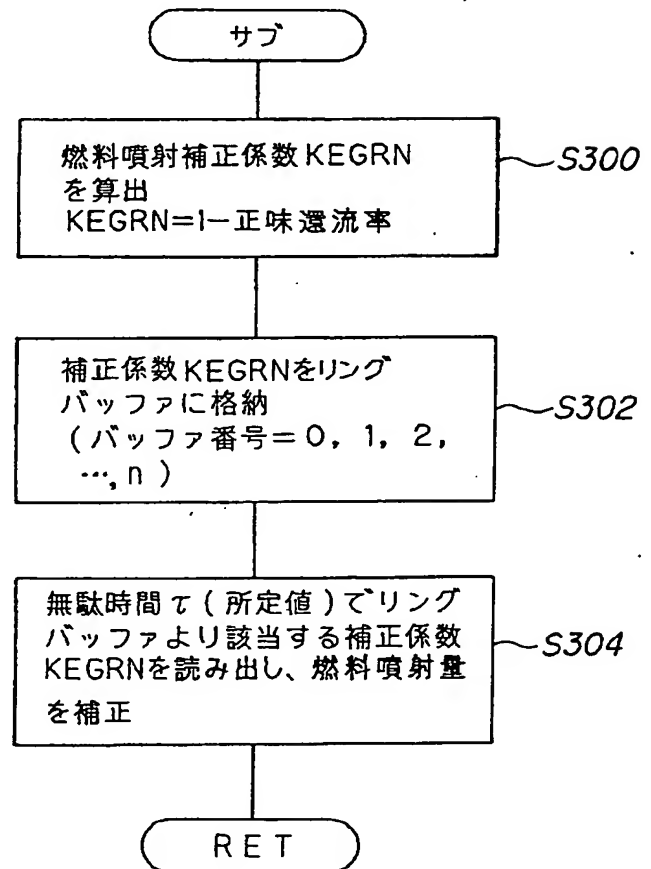 サブ
燃料噴射補正係数KEGRN
を算出
KEGRN=1−正味還流率
S300
補正係数KEGRNをリング
バッファに格納
(バッファ番号=0, 1, 2,
…, n)
S302
無駄時間τ(所定値)でリング
バッファより該当する補正係数
KEGRNを読み出し、燃料噴射量
を補正
S304
RET